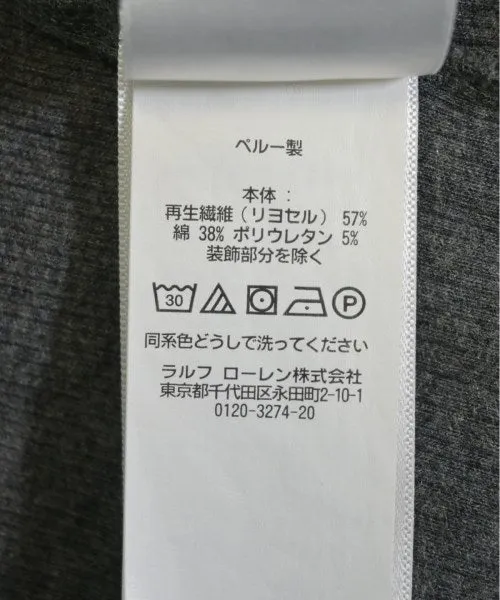 ペルー製
本体 :
再生繊維(リヨセル) 57%
綿 38% ポリウレタン 5%
装飾部分を除く
30 P
同系色どうしで洗ってください
ラルフ ローレン株式会社
東京都千代田区永田町2-10-1
0120-3274-20